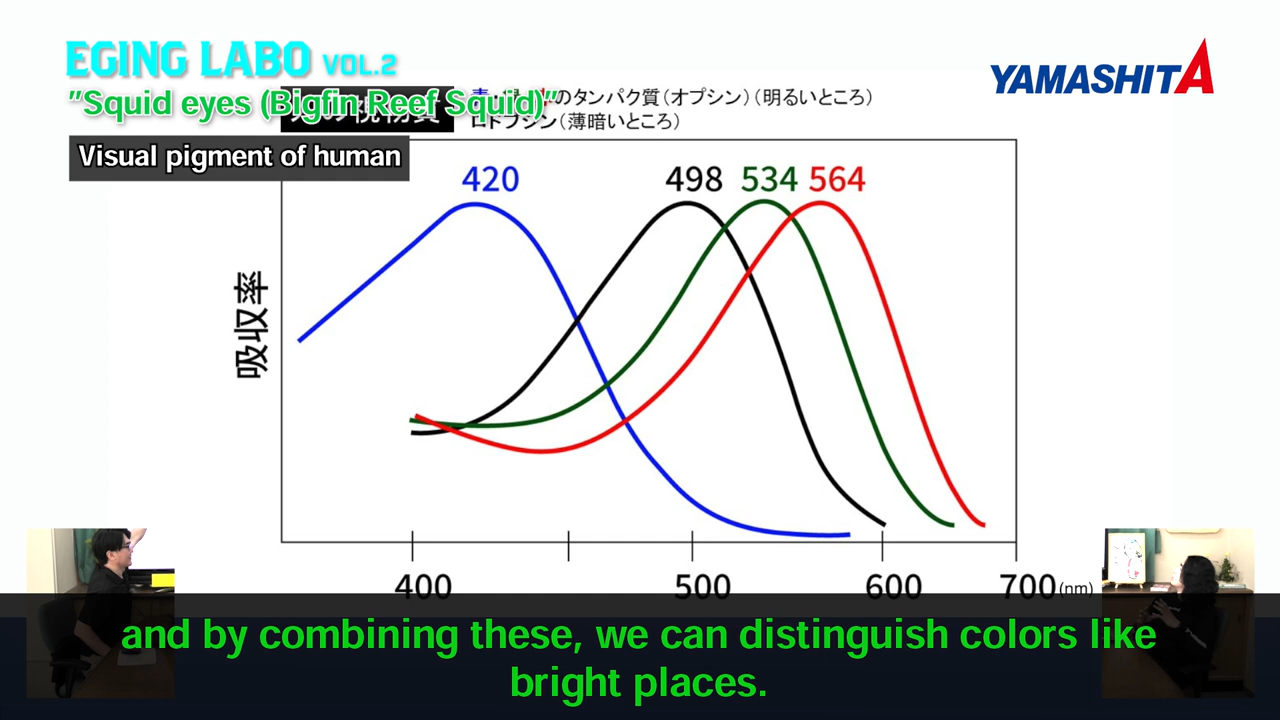 EGING LABO VOL.2
YAMASHITA
"Squid eyes (Bigfin Reef Squid)"
のタンパク質（オプシン）（明るいところ）
ロドプシン（薄暗いところ）
Visual pigment of human
420
498
534
564
吸収率
400
500
600
700(nm)
and by combining these, we can distinguish colors like
bright places.